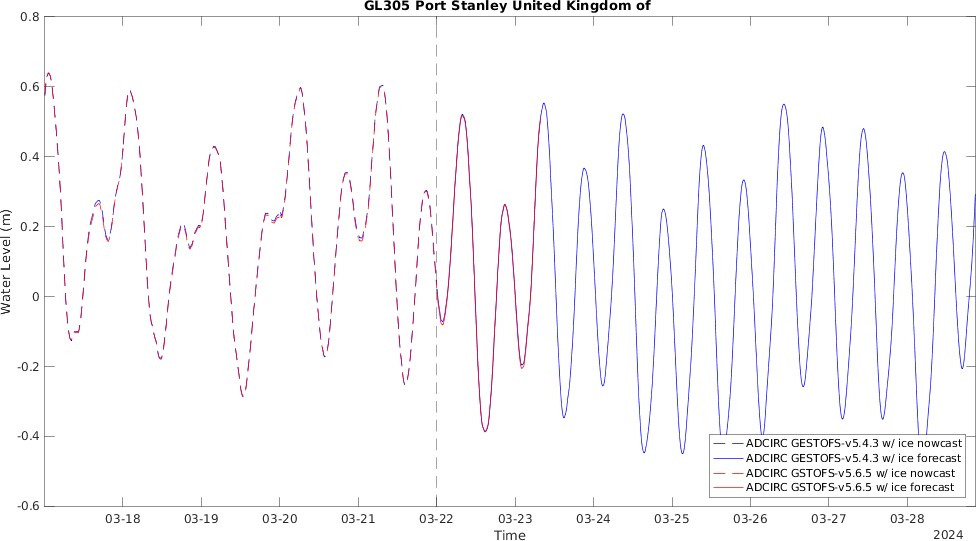 GL305 Port Stanley United Kingdom of
Water Level (m)
0.8
0.6
0.4
0.2
0
-0.2
-0.4
-0.6
ADCIRC GESTOFS-v5.4.3 w/ ice nowcast
ADCIRC GESTOFS-v5.4.3 w/ ice forecast
ADCIRC GSTOFS-v5.6.5 w/ ice nowcast
ADCIRC GSTOFS-v5.6.5 w/ ice forecast
03-18 03-19 03-20 03-21 03-22 03-23 03-24 03-25 03-26 03-27 03-28
Time
2024